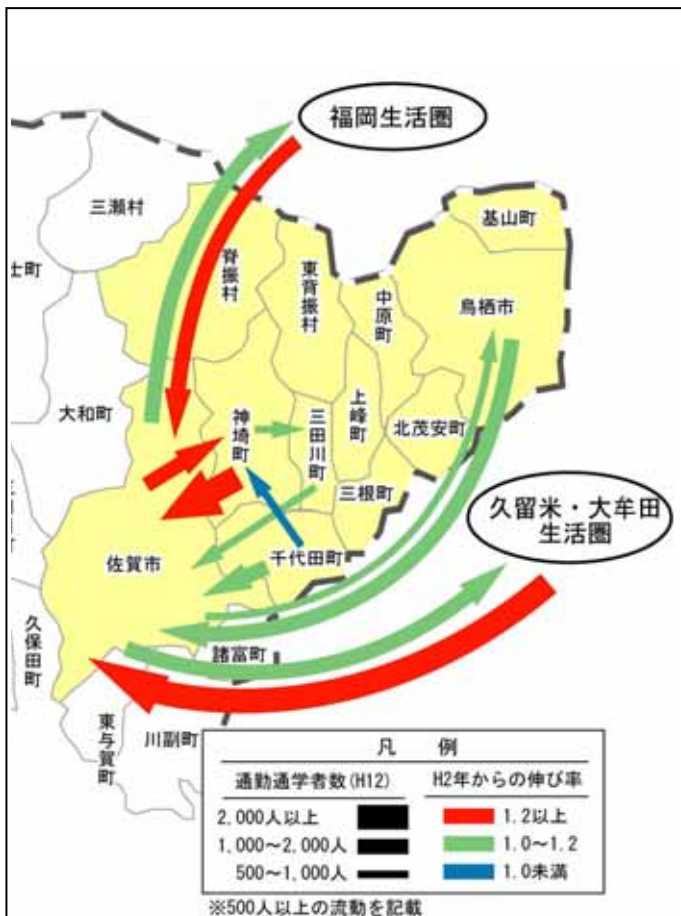 福岡生活圏
三瀬村
基山町
脊振村
東背振村
中原町
鳥栖市
士町
大和町
神埼町
三田川町
上峰町
北茂安町
三根町
久留米・大牟田
生活圏
佐賀市
千代田町
久保田町
諸富町
東与賀町
川副町
凡 例
通勤通学者数(H12) H2年からの伸び率
2,000人以上 1.2以上
1,000～2,000人 1.0～1.2
500～1,000人 1.0未満
※500人以上の流動を記載